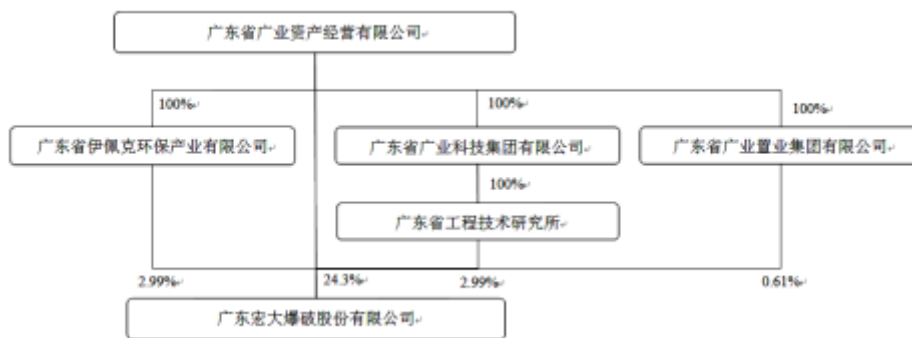 广东省广业资产经营有限公司
100%
100%
100%
广东省伊佩克环保产业有限公司
广东省广业科技集团有限公司
广东省广业置业集团有限公司
100%
广东省工程技术研究所
2.99%
24.3%
2.99%
0.61%
广东宏大爆破股份有限公司